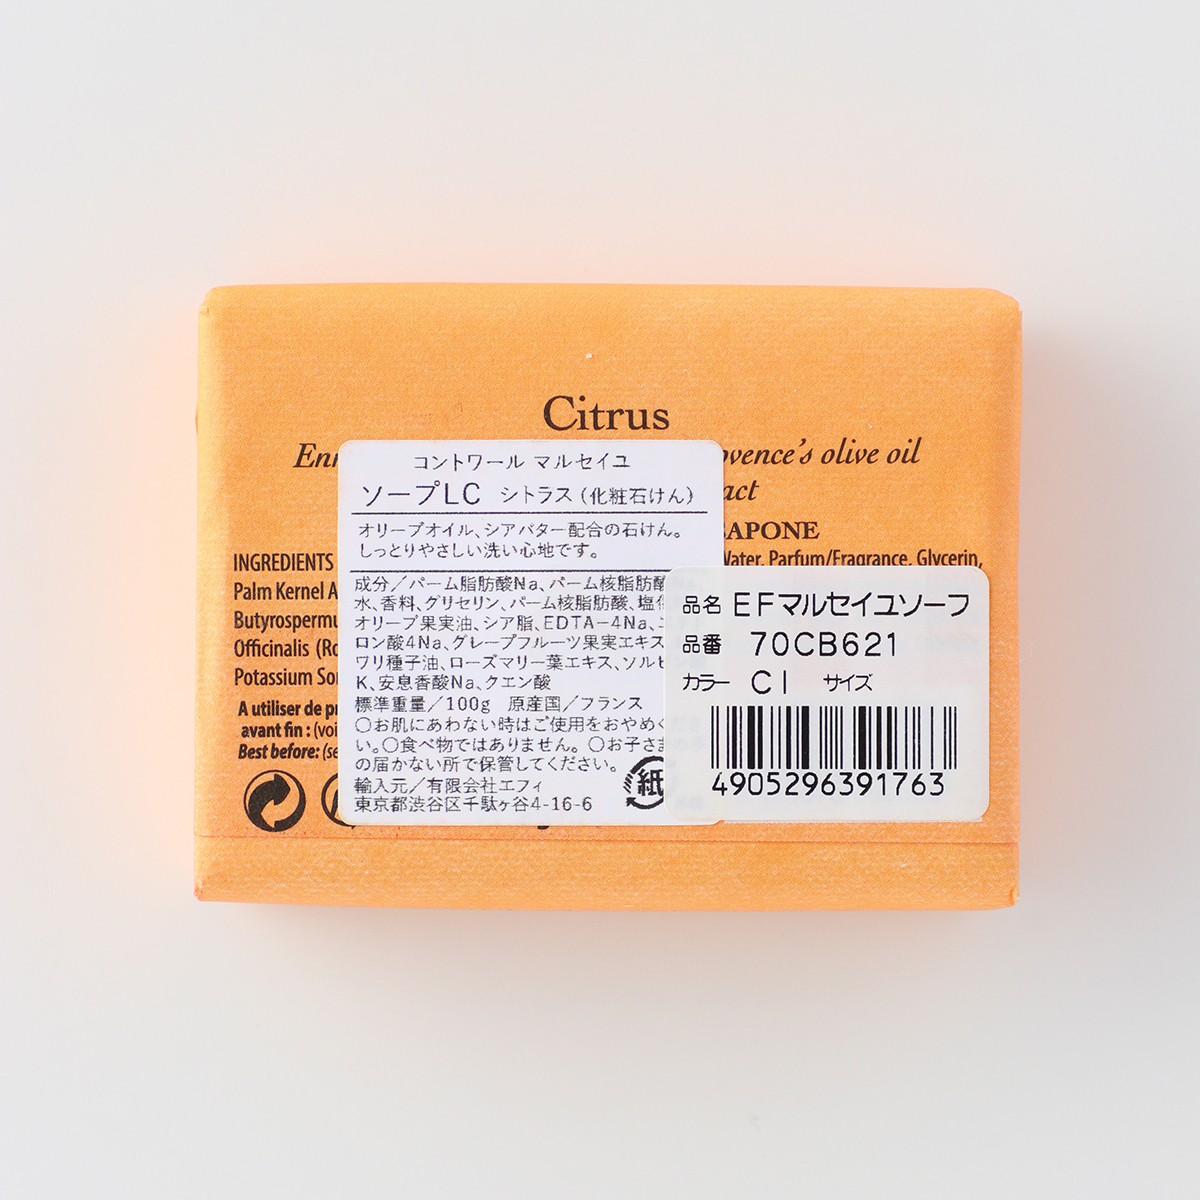 Citrus
ovence's olive oil
コントワール マルセイユ
ソープLC シトラス (化粧石けん)
オリーブオイル、シアバター配合の石けん。
しっとりやさしい洗い心地です。
APONE
INGREDIENTS
Water, Parfum/Fragrance, Glycerin,
Palm Kernel A
Officinalis (Ro
Potassium Sor
A utiliser de pr
avant fin : (voi
Best before: (se
成分/パーム脂肪酸Na、パーム核脂肪酸
水、香料、グリセリン、パーム核脂肪酸、塩化
オリーブ果実油、シア脂、EDTA-4Na、エチド
ロン酸4Na、グレープフルーツ果実エキス
ワリ種子油、ローズマリー葉エキス、ソルビン酸
K、安息香酸Na、クエン酸
標準重量/100g 原産国/フランス
○お肌にあわない時はご使用をおやめくださ
い。○食べ物ではありません。○お子さまの手
の届かない所で保管してください。
輸入元/有限会社エフィ
東京都渋谷区千駄ヶ谷4-16-6
紙
品名 EFマルセイユソープ
品番 70CB621
カラー CI サイズ
4905296391763